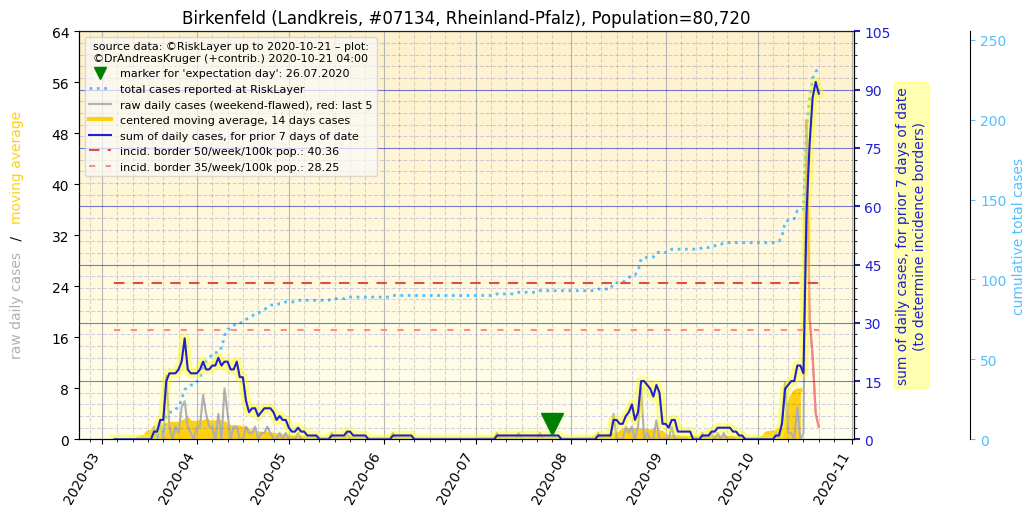 Birkenfeld (Landkreis, #07134, Rheinland-Pfalz), Population=80,720
source data: ©RiskLayer up to 2020-10-21 – plot:
©DrAndreasKruger (+contrib.) 2020-10-21 04:00
marker for 'expectation day': 26.07.2020
total cases reported at RiskLayer
raw daily cases (weekend-flawed), red: last 5
centered moving average, 14 days cases
sum of daily cases, for prior 7 days of date
incid. border 50/week/100k pop.: 40.36
incid. border 35/week/100k pop.: 28.25
raw daily cases / moving average
64
56
48
40
32
24
16
8
0
105
90
75
60
45
30
15
0
sum of daily cases, for prior 7 days of date
(to determine incidence borders)
250
200
150
100
50
0
cumulative total cases
2020-03
2020-04
2020-05
2020-06
2020-07
2020-08
2020-09
2020-10
2020-11